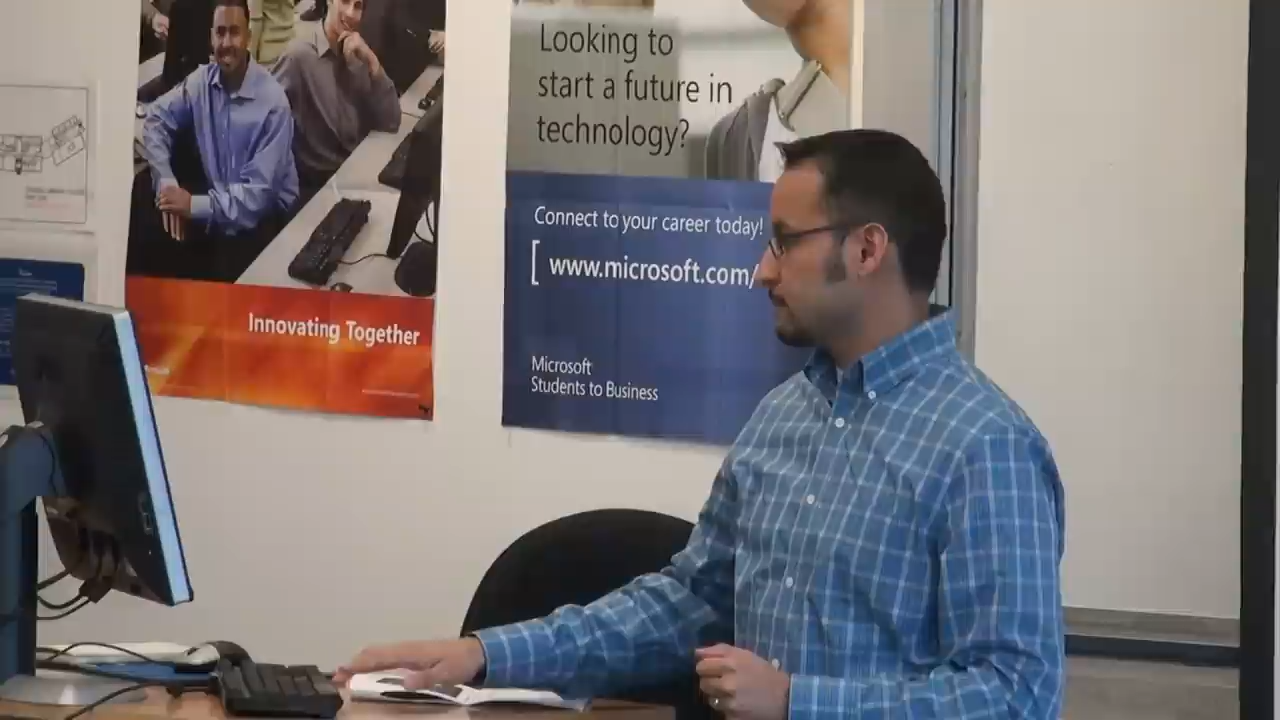 Looking to
start a future in
technology?
Connect to your career today!
[ www.microsoft.com/
Innovating Together
Microsoft
Students to Business